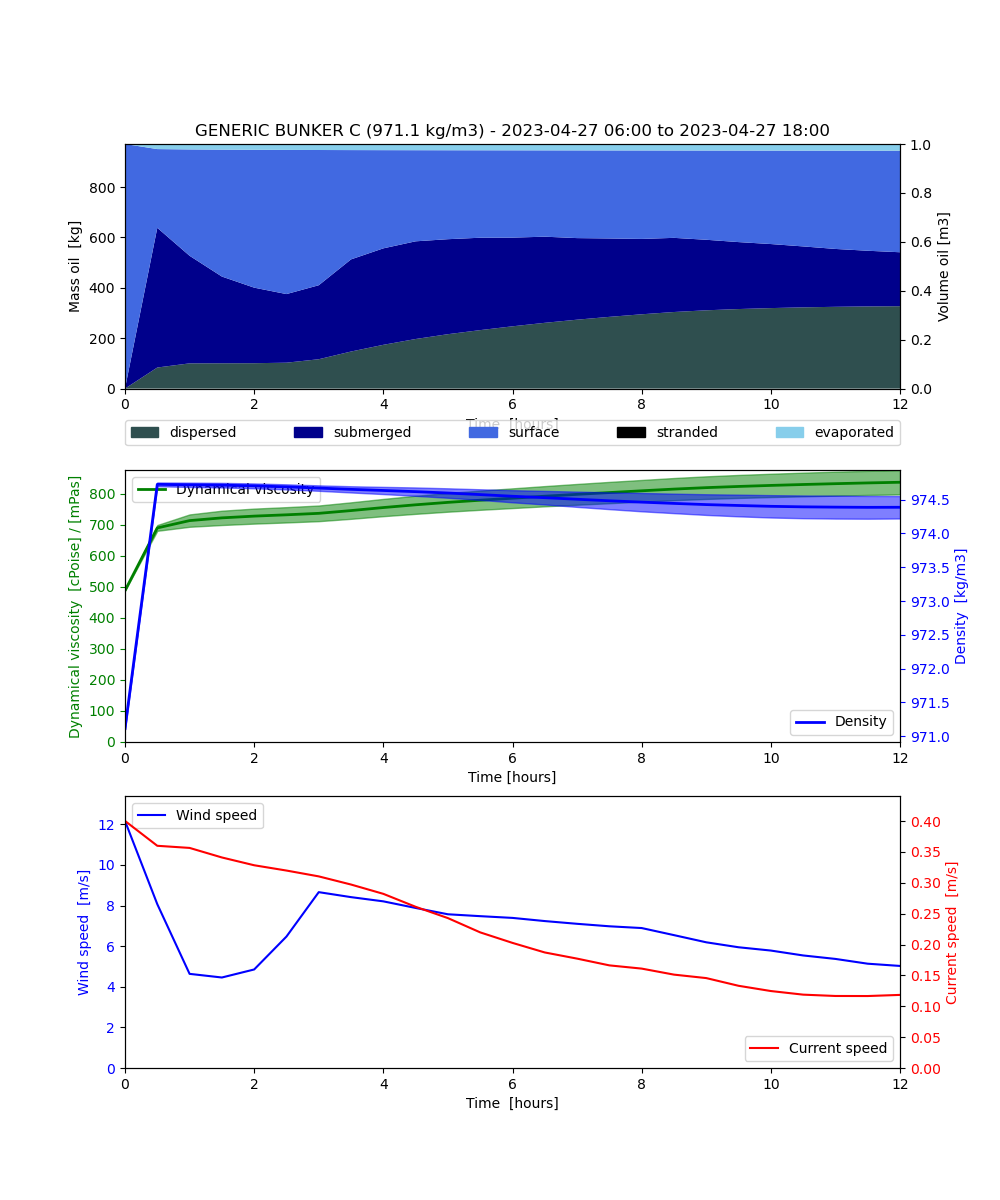 GENERIC BUNKER C (971.1 kg/m3) - 2023-04-27 06:00 to 2023-04-27 18:00
Mass oil [kg]
800
600
400
200
0
Volume oil [m3]
1.0
0.8
0.6
0.4
0.2
0.0
0 2 4 6 8 10 12
Time [hours]
dispersed submerged surface stranded evaporated
Dynamical viscosity [cPoise] / [mPas]
800
700
600
500
400
300
200
100
0
Dynamical viscosity
Density [kg/m3]
974.5
974.0
973.5
973.0
972.5
972.0
971.5
971.0
Density
0 2 4 6 8 10 12
Time [hours]
Wind speed [m/s]
12
10
8
6
4
2
0
Wind speed
Current speed [m/s]
0.40
0.35
0.30
0.25
0.20
0.15
0.10
0.05
0.00
Current speed
0 2 4 6 8 10 12
Time [hours]